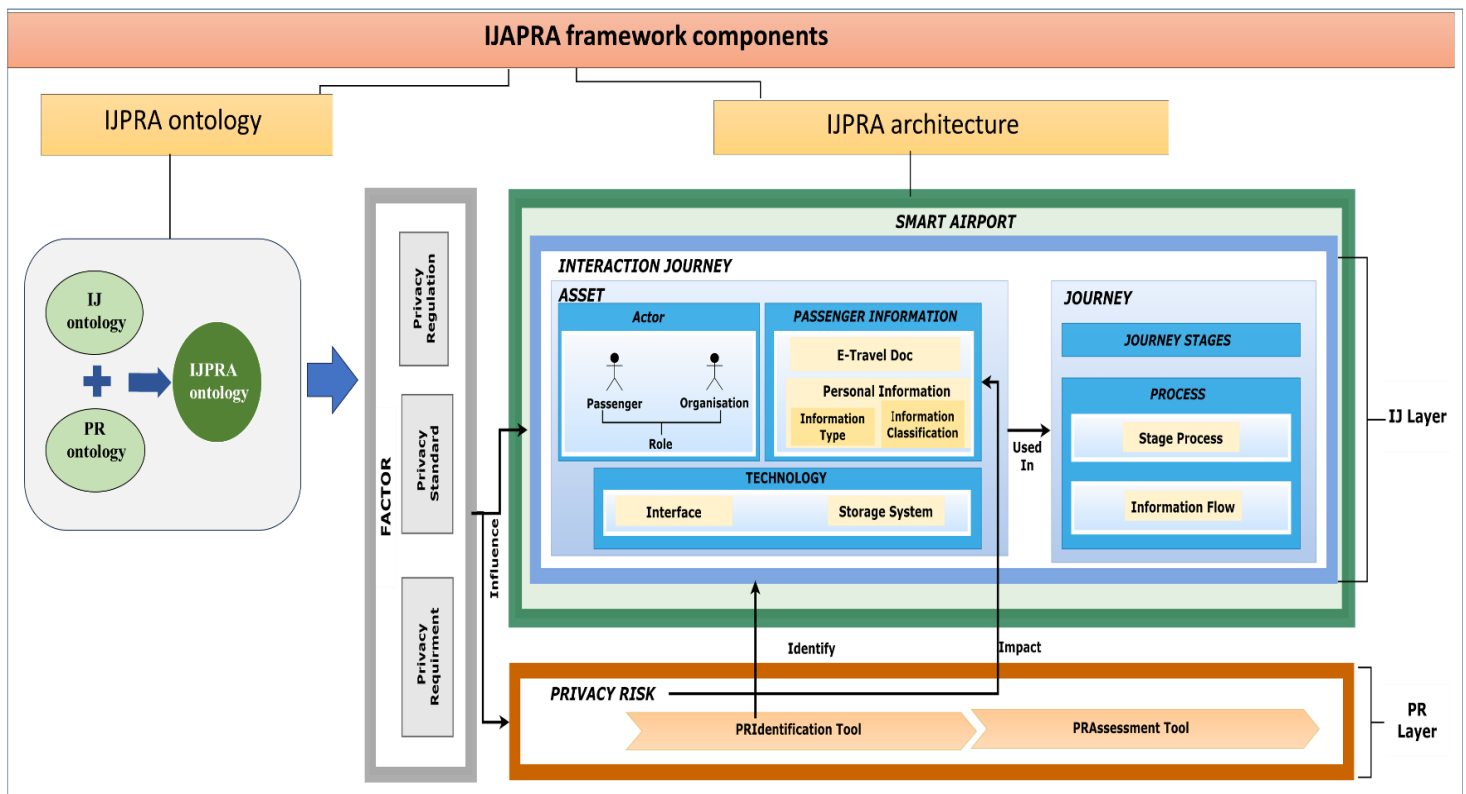 IJAPRA framework components
IJPRA ontology
IJPRA architecture
IJ
ontology
PR
ontology
IJPRA
ontology
FACTOR
Privacy
Regulation
Privacy
Standard
Privacy
Requirment
Influence
SMART AIRPORT
INTERACTION JOURNEY
ASSET
Actor
Passenger
Organisation
Role
PASSENGER INFORMATION
E-Travel Doc
Personal Information
Information
Type
Information
Classification
TECHNOLOGY
Interface
Storage System
Used
In
JOURNEY
JOURNEY STAGES
PROCESS
Stage Process
Information Flow
IJ Layer
Identify
Impact
PRIVACY RISK
PRIdentification Tool
PRAssessment Tool
PR
Layer